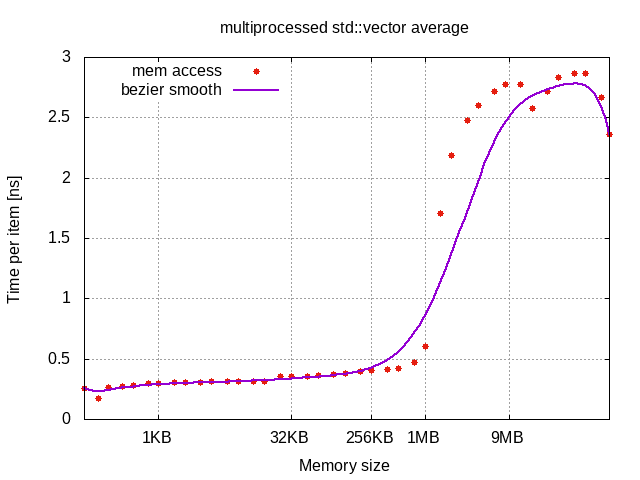 multiprocessed std::vector average
mem access
bezier smooth
3
2.5
2
1.5
1
0.5
0
Time per item [ns]
1KB 32KB 256KB 1MB 9MB
Memory size